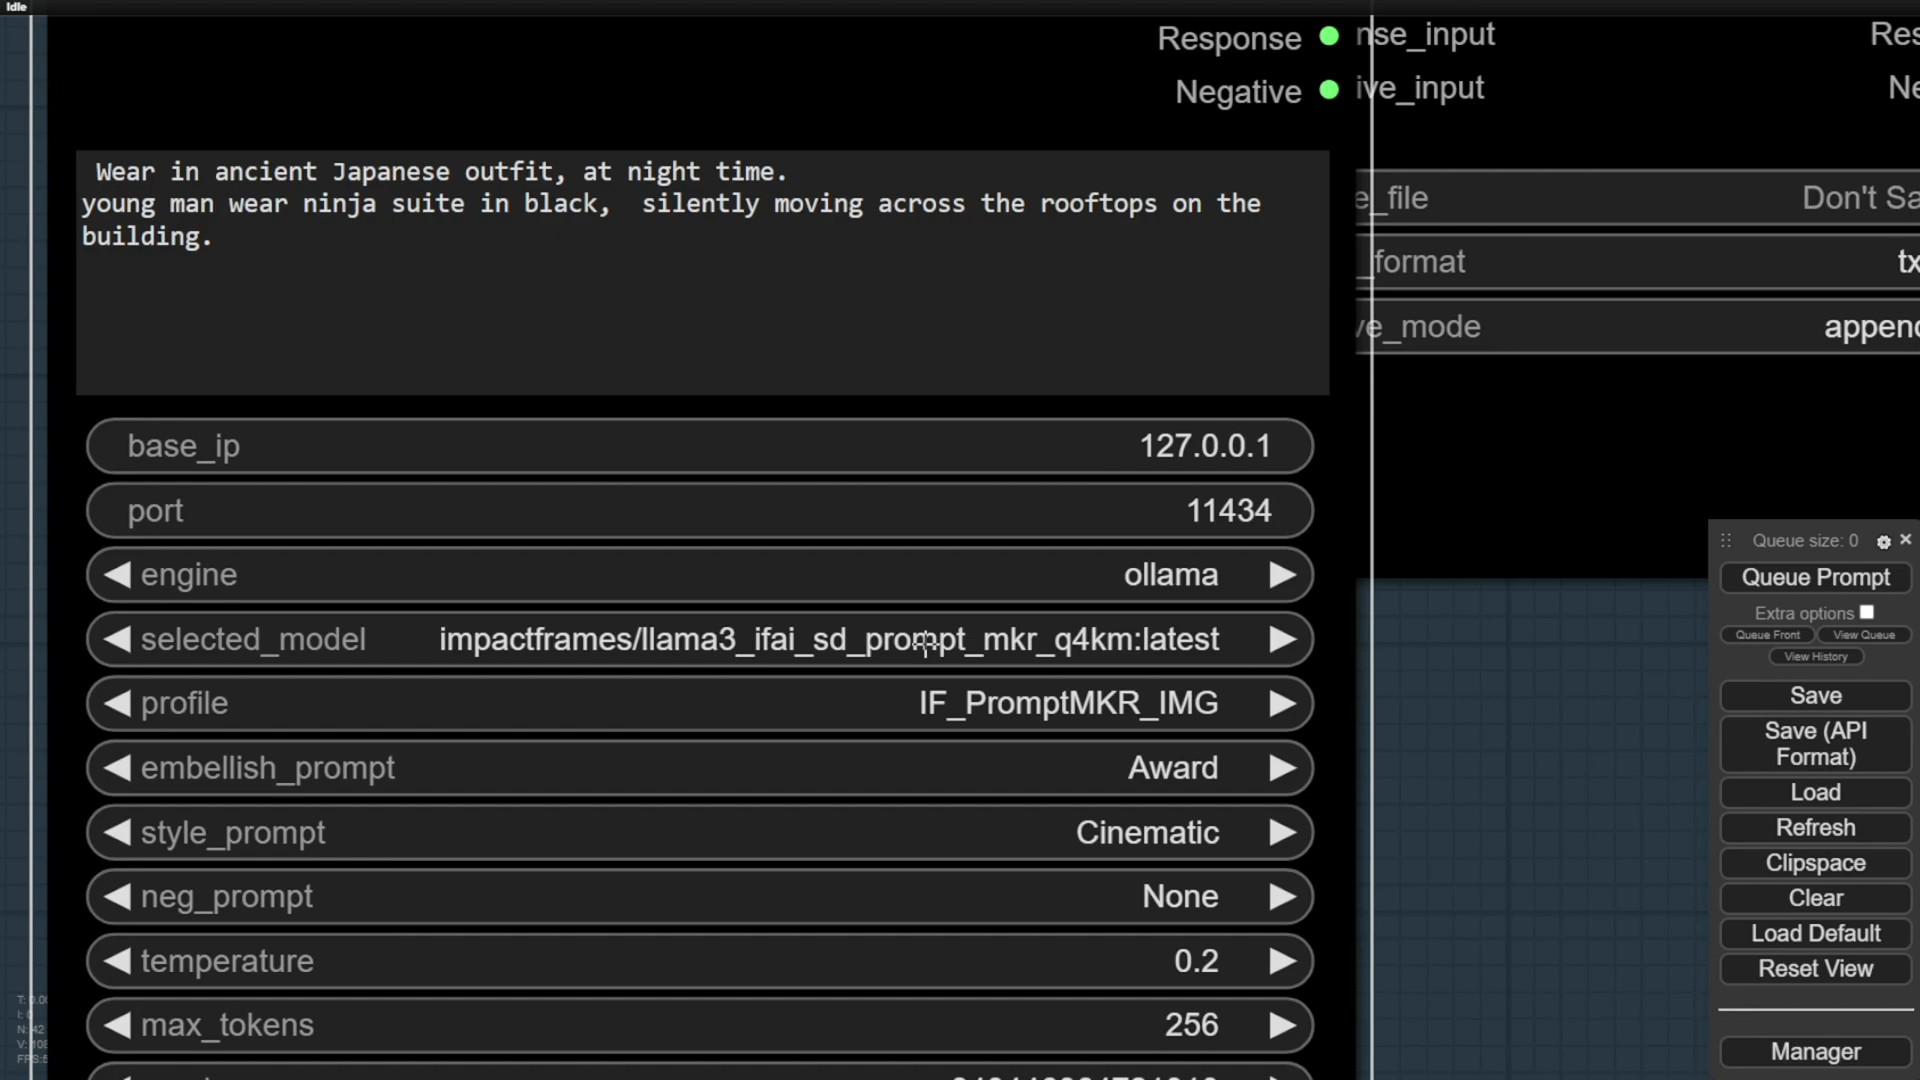 Idle
Response nse_input Res
Negative ive_input Ne
Wear in ancient Japanese outfit, at night time.
young man wear ninja suite in black,  silently moving across the rooftops on the
building.
e_file Don't Sa
_format tx
ve_mode append
base_ip 127.0.0.1
port 11434
engine ollama
selected_model impactframes/llama3_ifai_sd_prompt_mkr_q4km:latest
profile IF_PromptMKR_IMG
embellish_prompt Award
style_prompt Cinematic
neg_prompt None
temperature 0.2
max_tokens 256
Queue size: 0
Queue Prompt
Extra options
Queue Front View Queue
View History
Save
Save (API
Format)
Load
Refresh
Clipspace
Clear
Load Default
Reset View
Manager